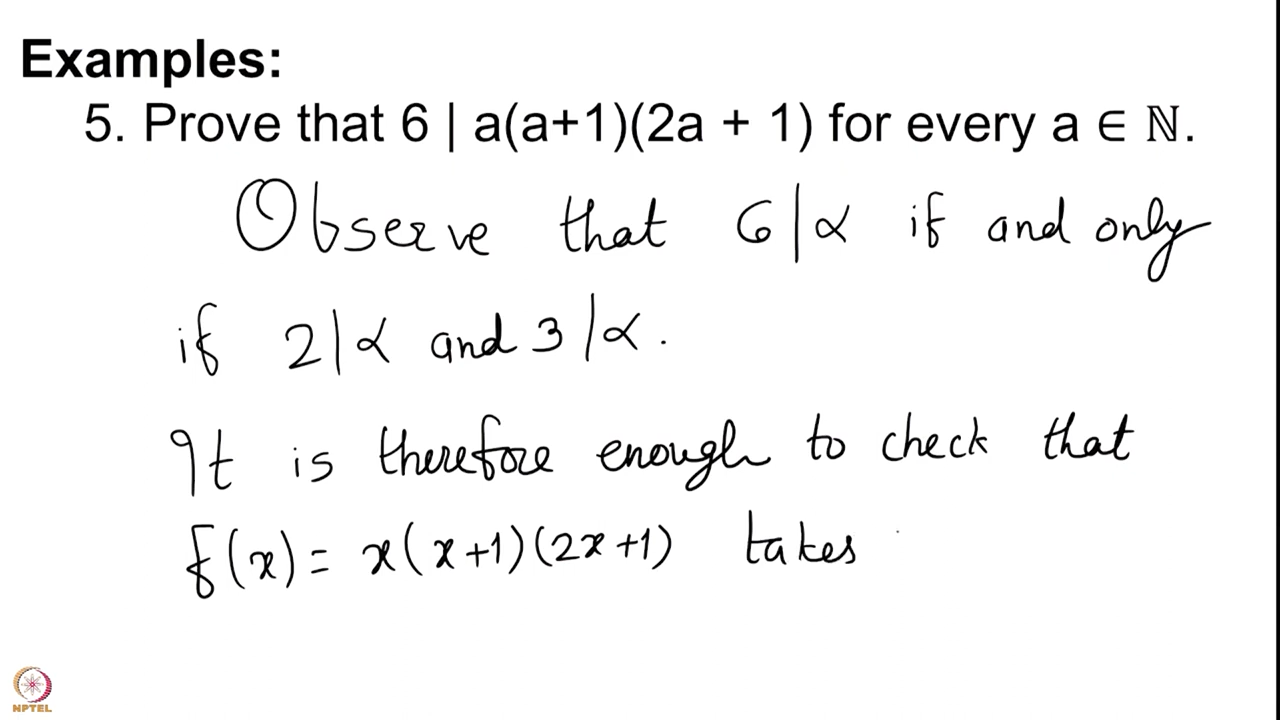 Examples:
5. Prove that 6 | a(a+1)(2a + 1) for every a ∈ ℕ.
Observe that 6|α if and only
if 2|α and 3|α.
It is therefore enough to check that
f(x) = x(x+1)(2x+1) takes
NPTEL